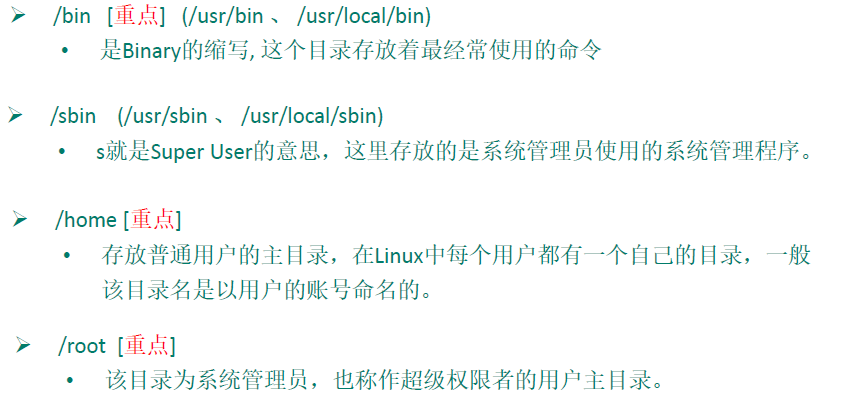 ➢ /bin [重点] (/usr/bin 、 /usr/local/bin)
• 是Binary的缩写, 这个目录存放着最经常使用的命令
➢ /sbin (/usr/sbin 、 /usr/local/sbin)
• s就是Super User的意思，这里存放的是系统管理员使用的系统管理程序。
➢ /home [重点]
• 存放普通用户的主目录，在Linux中每个用户都有一个自己的目录，一般
该目录名是以用户的账号命名的。
➢ /root [重点]
• 该目录为系统管理员，也称作超级权限者的用户主目录。